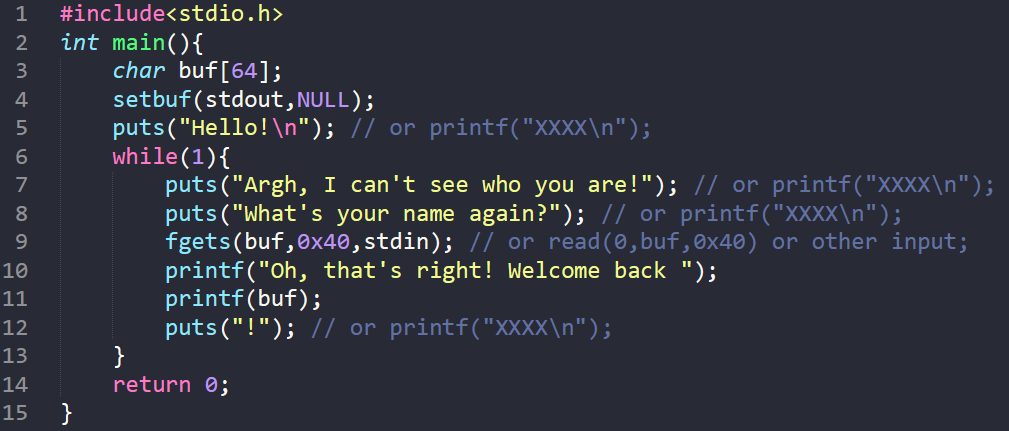 1 #include<stdio.h>
2 int main(){
3 char buf[64];
4 setbuf(stdout,NULL);
5 puts("Hello!\n"); // or printf("XXXX\n");
6 while(1){
7 puts("Argh, I can't see who you are!"); // or printf("XXXX\n");
8 puts("What's your name again?"); // or printf("XXXX\n");
9 fgets(buf,0x40,stdin); // or read(0,buf,0x40) or other input;
10 printf("Oh, that's right! Welcome back ");
11 printf(buf);
12 puts("!"); // or printf("XXXX\n");
13 }
14 return 0;
15 }